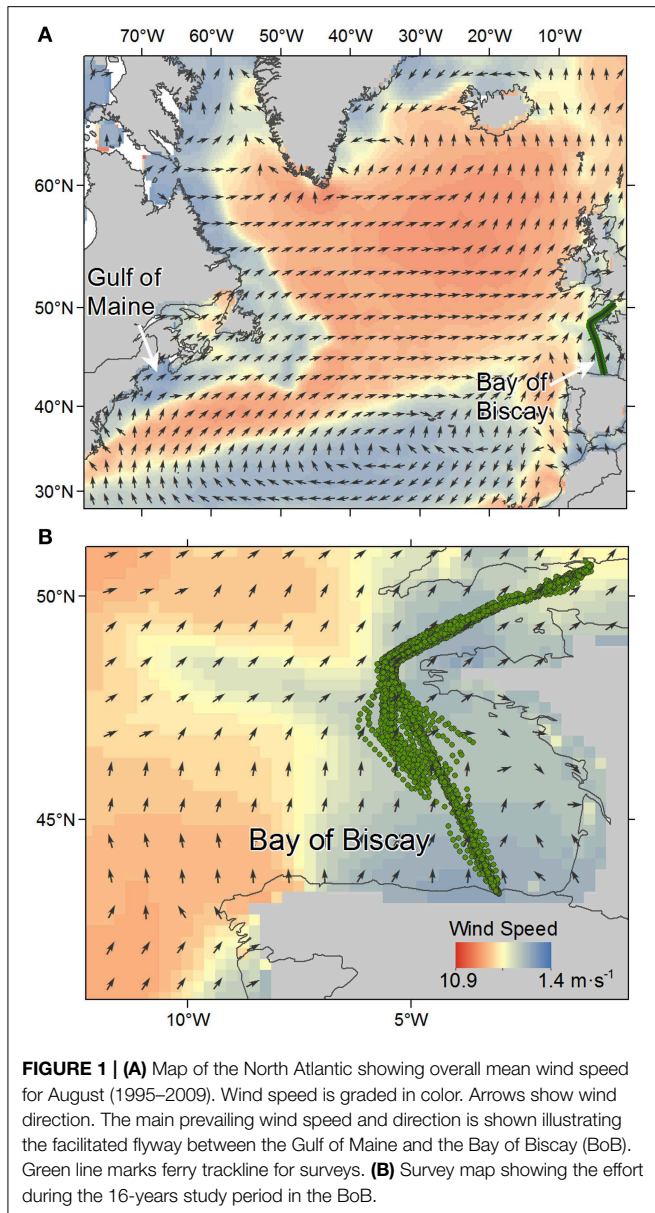 A
70°W 60°W 50°W 40°W 30°W 20°W 10°W
60°N
Gulf of
Maine
50°N
Bay of
Biscay
40°N
30°N
B
50°N
45°N
Bay of Biscay
Wind Speed
10.9 1.4 m·s⁻¹
10°W 5°W
FIGURE 1 | (A) Map of the North Atlantic showing overall mean wind speed
for August (1995–2009). Wind speed is graded in color. Arrows show wind
direction. The main prevailing wind speed and direction is shown illustrating
the facilitated flyway between the Gulf of Maine and the Bay of Biscay (BoB).
Green line marks ferry trackline for surveys. (B) Survey map showing the effort
during the 16-years study period in the BoB.